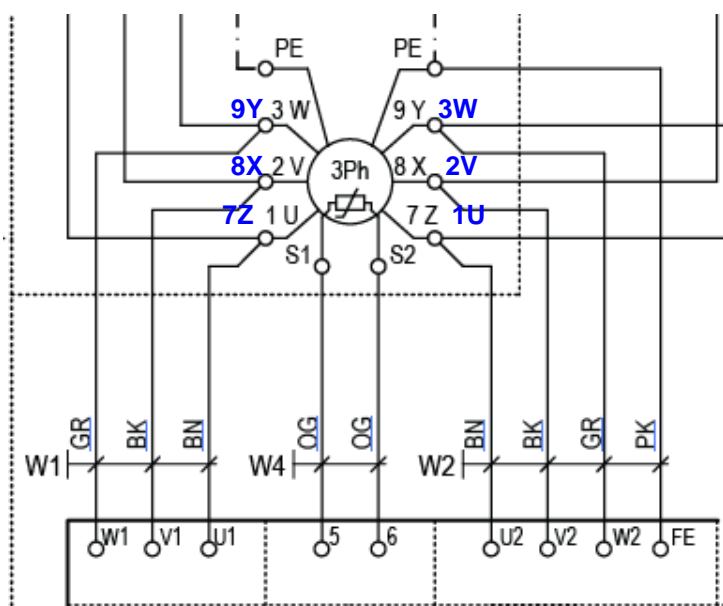 PE PE
9Y 3 W 9 Y 3W
8X 2 V 3Ph 8 X 2V
7Z 1 U 7 Z 1U
S1 S2
GR BK BN OG OG BN BK GR PK
W1 W4 W2
W1 V1 U1 5 6 U2 V2 W2 FE